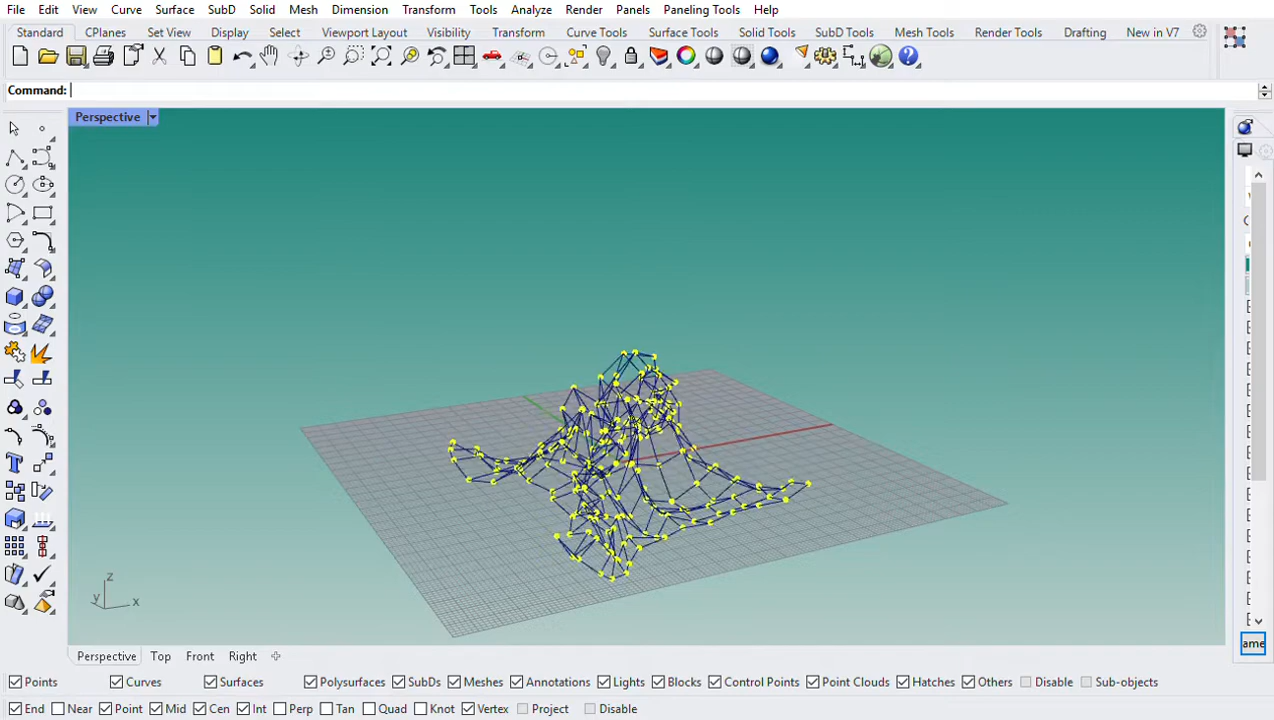 File Edit View Curve Surface SubD Solid Mesh Dimension Transform Tools Analyze Render Panels Paneling Tools Help
Standard CPlanes Set View Display Select Viewport Layout Visibility Transform Curve Tools Surface Tools Solid Tools SubD Tools Mesh Tools Render Tools Drafting New in V7
Command:
Perspective
z
y
x
ame
Perspective Top Front Right
Points Curves Surfaces Polysurfaces SubDs Meshes Annotations Lights Blocks Control Points Point Clouds Hatches Others Disable Sub-objects
End Near Point Mid Cen Int Perp Tan Quad Knot Vertex Project Disable